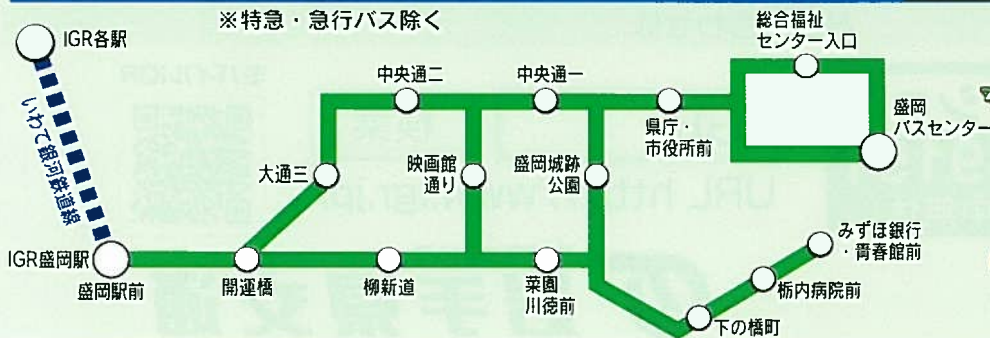 ※特急・急行バス除く
IGR各駅
いわて銀河鉄道線
IGR盛岡駅
盛岡駅前
開運橋
大通三
中央通二
中央通一
映画館
通り
盛岡城跡
公園
県庁・
市役所前
総合福祉
センター入口
盛岡
バスセンター
柳新道
菜園
川徳前
下の橋町
栃内病院前
みずほ銀行
・青春館前